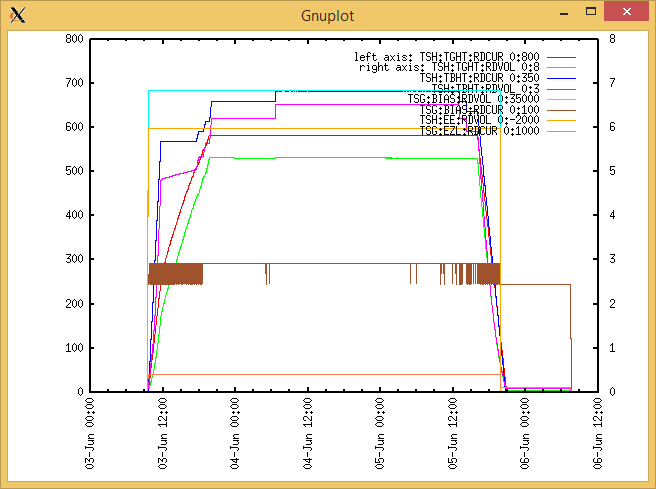 Gnuplot
800
700
600
500
400
300
200
100
0
8
7
6
5
4
3
2
1
0
left axis: TSH:TGHT:RDCUR 0:800
right axis: TSH:TGHT:RDVOL 0:8
TSH:TBHT:RDCUR 0:350
TSH:TBHT:RDVOL 0:3
TSG:BIAS:RDVOL 0:35000
TSG:BIAS:RDCUR 0:100
TSH:EE:RDVOL 0:-2000
TSG:EZL:RDCUR 0:1000
03-Jun 00:00
03-Jun 12:00
04-Jun 00:00
04-Jun 12:00
05-Jun 00:00
05-Jun 12:00
06-Jun 00:00
06-Jun 12:00